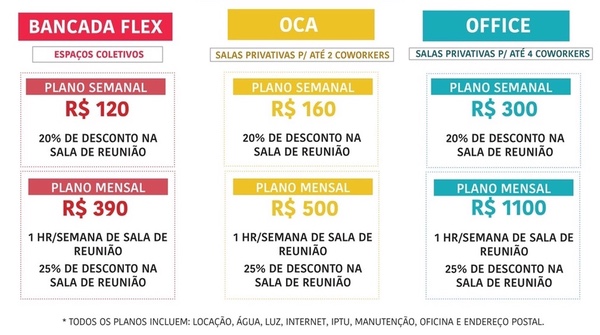 BANCADA FLEX
ESPAÇOS COLETIVOS
PLANO SEMANAL
R$ 120
20% DE DESCONTO NA
SALA DE REUNIÃO
PLANO MENSAL
R$ 390
1 HR/SEMANA DE SALA DE
REUNIÃO
25% DE DESCONTO NA
SALA DE REUNIÃO
OCA
SALAS PRIVATIVAS P/ ATÉ 2 COWORKERS
PLANO SEMANAL
R$ 160
20% DE DESCONTO NA
SALA DE REUNIÃO
PLANO MENSAL
R$ 500
1 HR/SEMANA DE SALA DE
REUNIÃO
25% DE DESCONTO NA
SALA DE REUNIÃO
OFFICE
SALAS PRIVATIVAS P/ ATÉ 4 COWORKERS
PLANO SEMANAL
R$ 300
20% DE DESCONTO NA
SALA DE REUNIÃO
PLANO MENSAL
R$ 1100
1 HR/SEMANA DE SALA DE
REUNIÃO
25% DE DESCONTO NA
SALA DE REUNIÃO
* TODOS OS PLANOS INCLUEM: LOCAÇÃO, ÁGUA, LUZ, INTERNET, IPTU, MANUTENÇÃO, OFICINA E ENDEREÇO POSTAL.